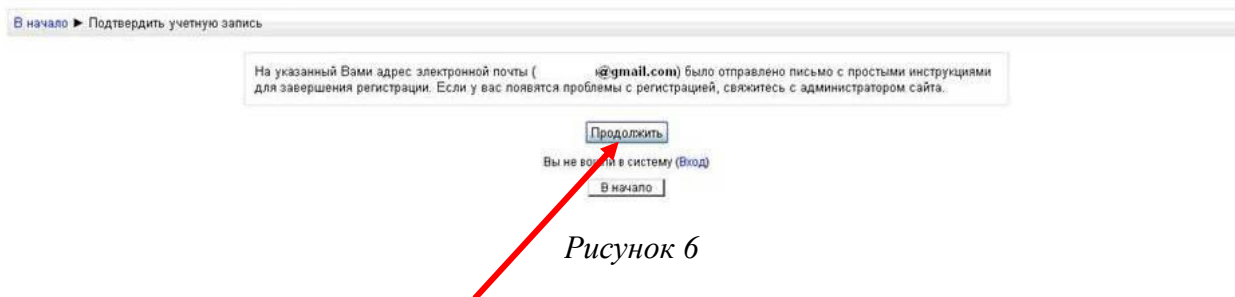 В начало ► Подтвердить учетную запись
На указанный Вами адрес электронной почты ( @gmail.com) было отправлено письмо с простыми инструкциями
для завершения регистрации. Если у вас появятся проблемы с регистрацией, свяжитесь с администратором сайта.
Продолжить
Вы не вошли в систему (Вход)
В начало
Рисунок 6